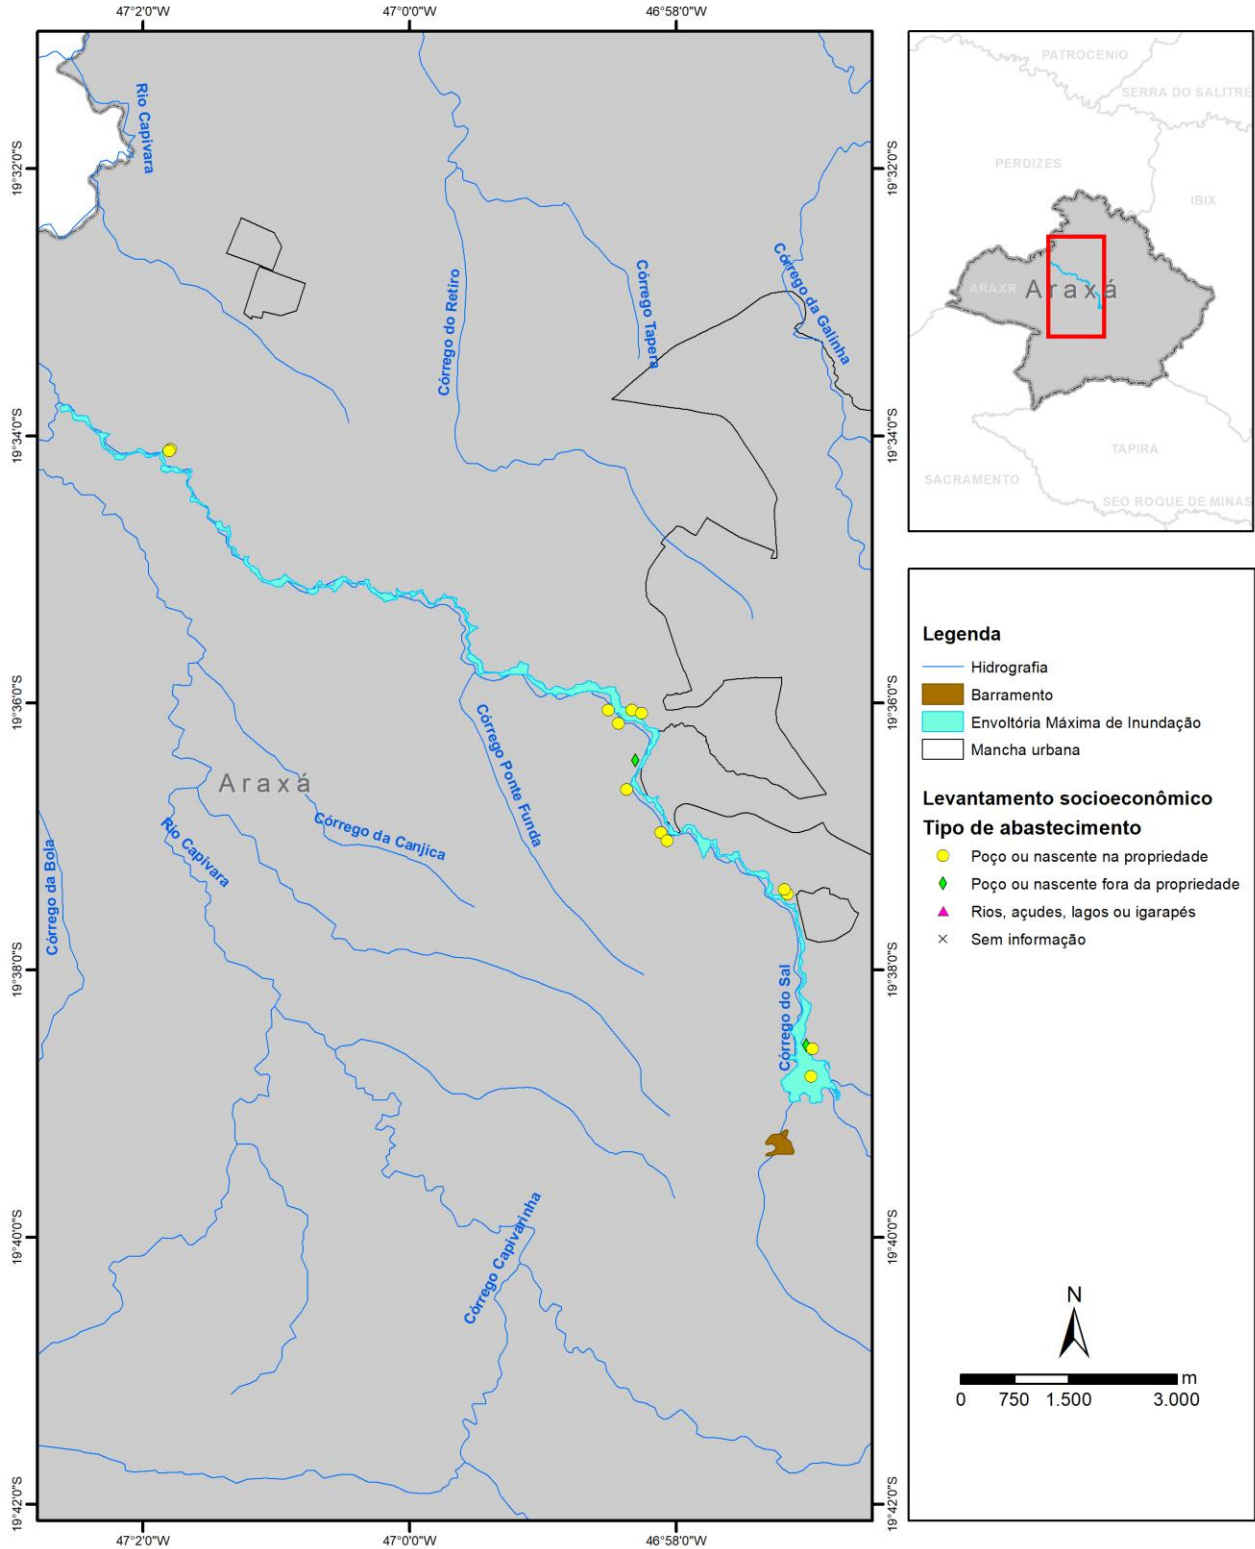 47°2'0"W
47°0'0"W
46°58'0"W
19°32'0"S
19°34'0"S
19°36'0"S
19°38'0"S
19°40'0"S
19°42'0"S
Rio Capivara
Córrego do Retiro
Córrego Tapera
Córrego da Galinha
Córrego Ponte Funda
Araxá
Córrego da Canjica
Rio Capivara
Córrego da Bola
Córrego do Sal
Córrego Capivarinha
19°32'0"S
19°34'0"S
19°36'0"S
19°38'0"S
19°40'0"S
19°42'0"S
47°2'0"W
47°0'0"W
46°58'0"W
PATROCENIO
SERRA DO SALITRE
PERDIZES
IBIX
ARAXR
Araxá
TAPIRA
SACRAMENTO
SEO ROQUE DE MINAS
Legenda
Hidrografia
Barramento
Envoltória Máxima de Inundação
Mancha urbana
Levantamento socioeconômico
Tipo de abastecimento
Poço ou nascente na propriedade
Poço ou nascente fora da propriedade
Rios, açudes, lagos ou igarapés
Sem informação
N
m
0 750 1.500 3.000